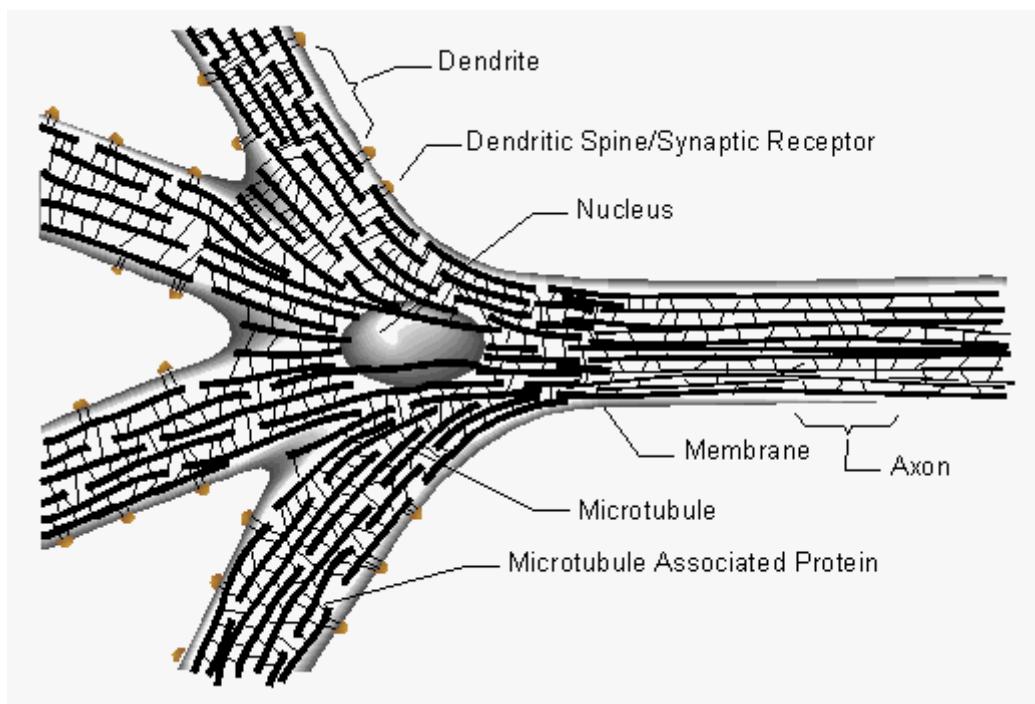 Dendrite
Dendritic Spine/Synaptic Receptor
Nucleus
Membrane
Axon
Microtubule
Microtubule Associated Protein